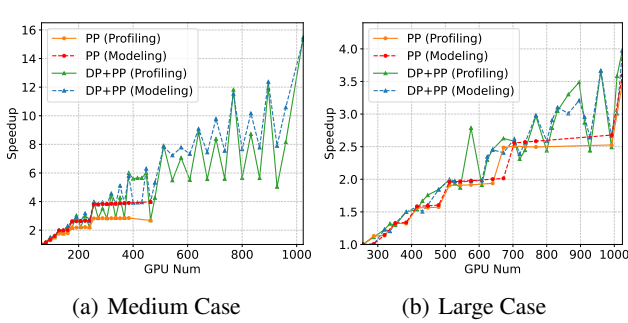 16
14
12
10
8
6
4
2
Speedup
PP (Profiling)
PP (Modeling)
DP+PP (Profiling)
DP+PP (Modeling)
200 400 600 800 1000
GPU Num
(a) Medium Case
4.0
3.5
3.0
2.5
2.0
1.5
1.0
Speedup
PP (Profiling)
PP (Modeling)
DP+PP (Profiling)
DP+PP (Modeling)
300 400 500 600 700 800 900 1000
GPU Num
(b) Large Case